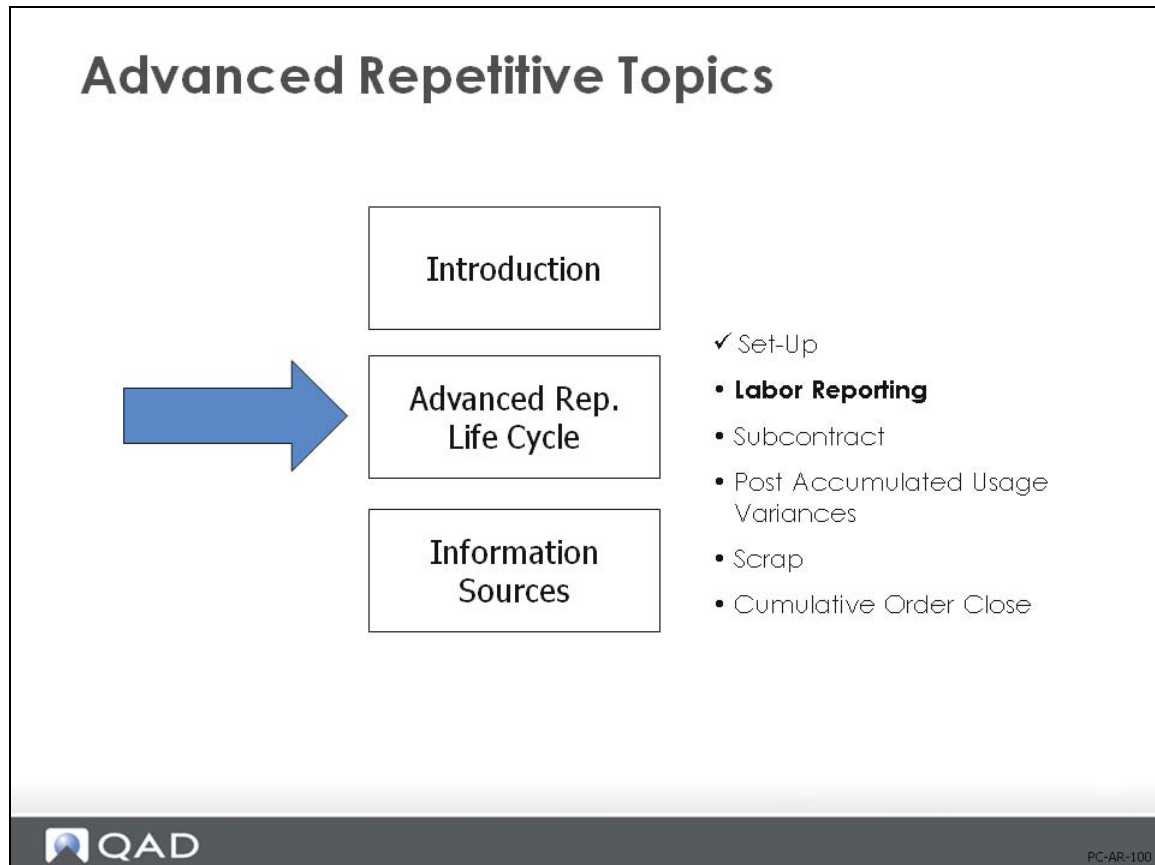 Advanced Repetitive Topics
Introduction
Advanced Rep.
Life Cycle
Information
Sources
✓ Set-Up
• Labor Reporting
• Subcontract
• Post Accumulated Usage
Variances
• Scrap
• Cumulative Order Close
QAD
PC-AR-100